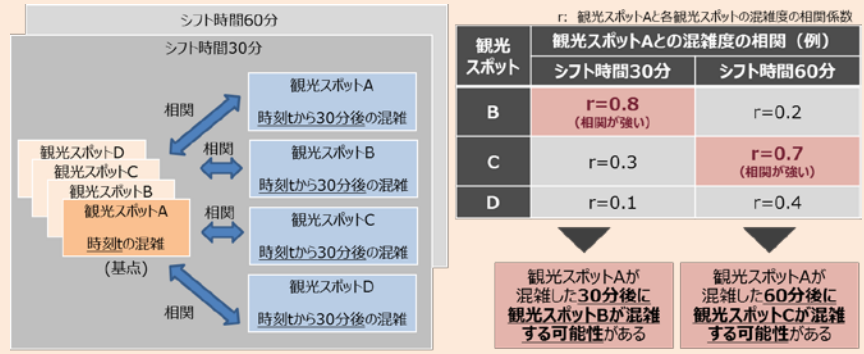 シフト時間60分
シフト時間30分
観光スポットD
観光スポットC
観光スポットB
観光スポットA
時刻tの混雑
(基点)
相関
相関
相関
相関
観光スポットA
時刻tから30分後の混雑
観光スポットB
時刻tから30分後の混雑
観光スポットC
時刻tから30分後の混雑
観光スポットD
時刻tから30分後の混雑
r: 観光スポットAと各観光スポットの混雑度の相関係数
観光
スポット
観光スポットAとの混雑度の相関（例）
シフト時間30分 シフト時間60分
B
r=0.8
(相関が強い)
r=0.2
C
r=0.3
r=0.7
(相関が強い)
D r=0.1 r=0.4
観光スポットAが
混雑した30分後に
観光スポットBが混雑
する可能性がある
観光スポットAが
混雑した60分後に
観光スポットCが混雑
する可能性がある